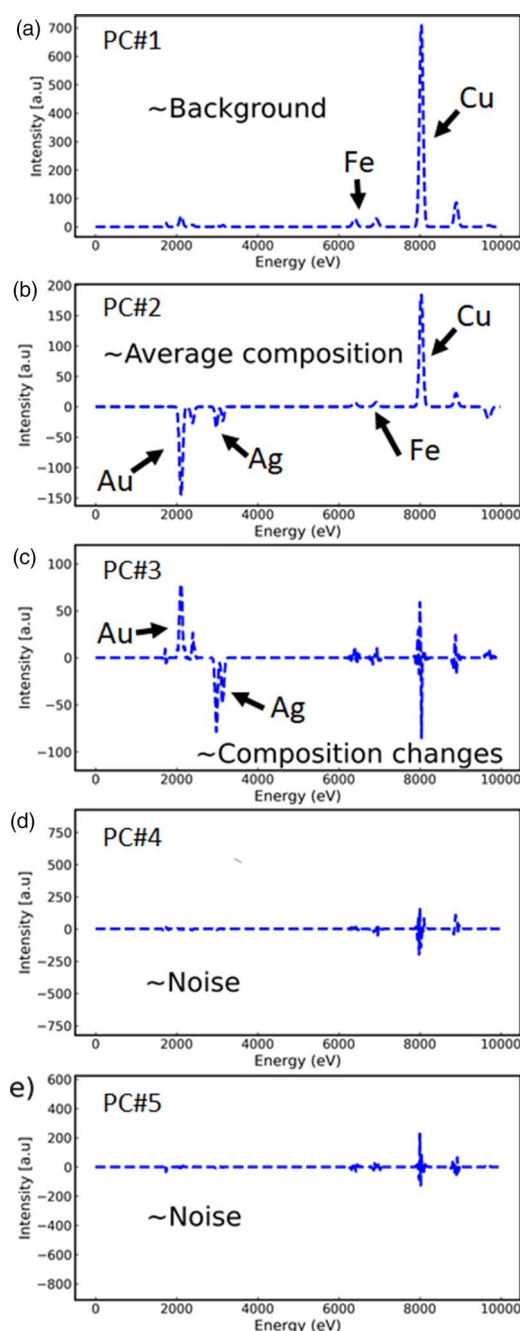 (a)
PC#1
~Background
Fe
Cu
Intensity [a.u]
700
600
500
400
300
200
100
0
0 2000 4000 6000 8000 10000
Energy (eV)
(b)
PC#2
~Average composition
Cu
Au
Ag
Fe
Intensity [a.u]
200
150
100
50
0
−50
−100
−150
0 2000 4000 6000 8000 10000
Energy (eV)
(c)
PC#3
Au
Ag
~Composition changes
Intensity [a.u]
100
50
0
−50
−100
0 2000 4000 6000 8000 10000
Energy (eV)
(d)
PC#4
~Noise
Intensity [a.u]
750
500
250
0
−250
−500
−750
0 2000 4000 6000 8000 10000
Energy (eV)
e)
PC#5
~Noise
Intensity [a.u]
600
400
200
0
−200
−400
−600
−800
0 2000 4000 6000 8000 10000
Energy (eV)